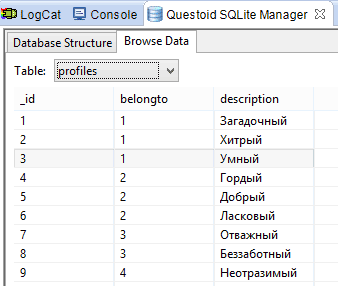 LogCat Console Questoid SQLite Manager
Database Structure Browse Data
Table: profiles
_id belongto description
1 1 Загадочный
2 1 Хитрый
3 1 Умный
4 2 Гордый
5 2 Добрый
6 2 Ласковый
7 3 Отважный
8 3 Беззаботный
9 4 Неотразимый